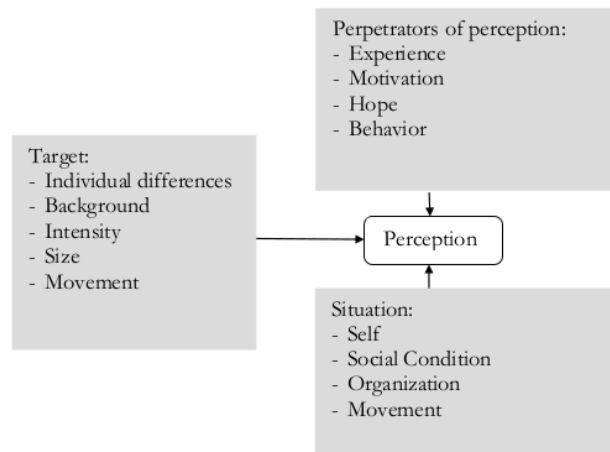 Perpetrators of perception:
- Experience
- Motivation
- Hope
- Behavior
Target:
- Individual differences
- Background
- Intensity
- Size
- Movement
Perception
Situation:
- Self
- Social Condition
- Organization
- Movement